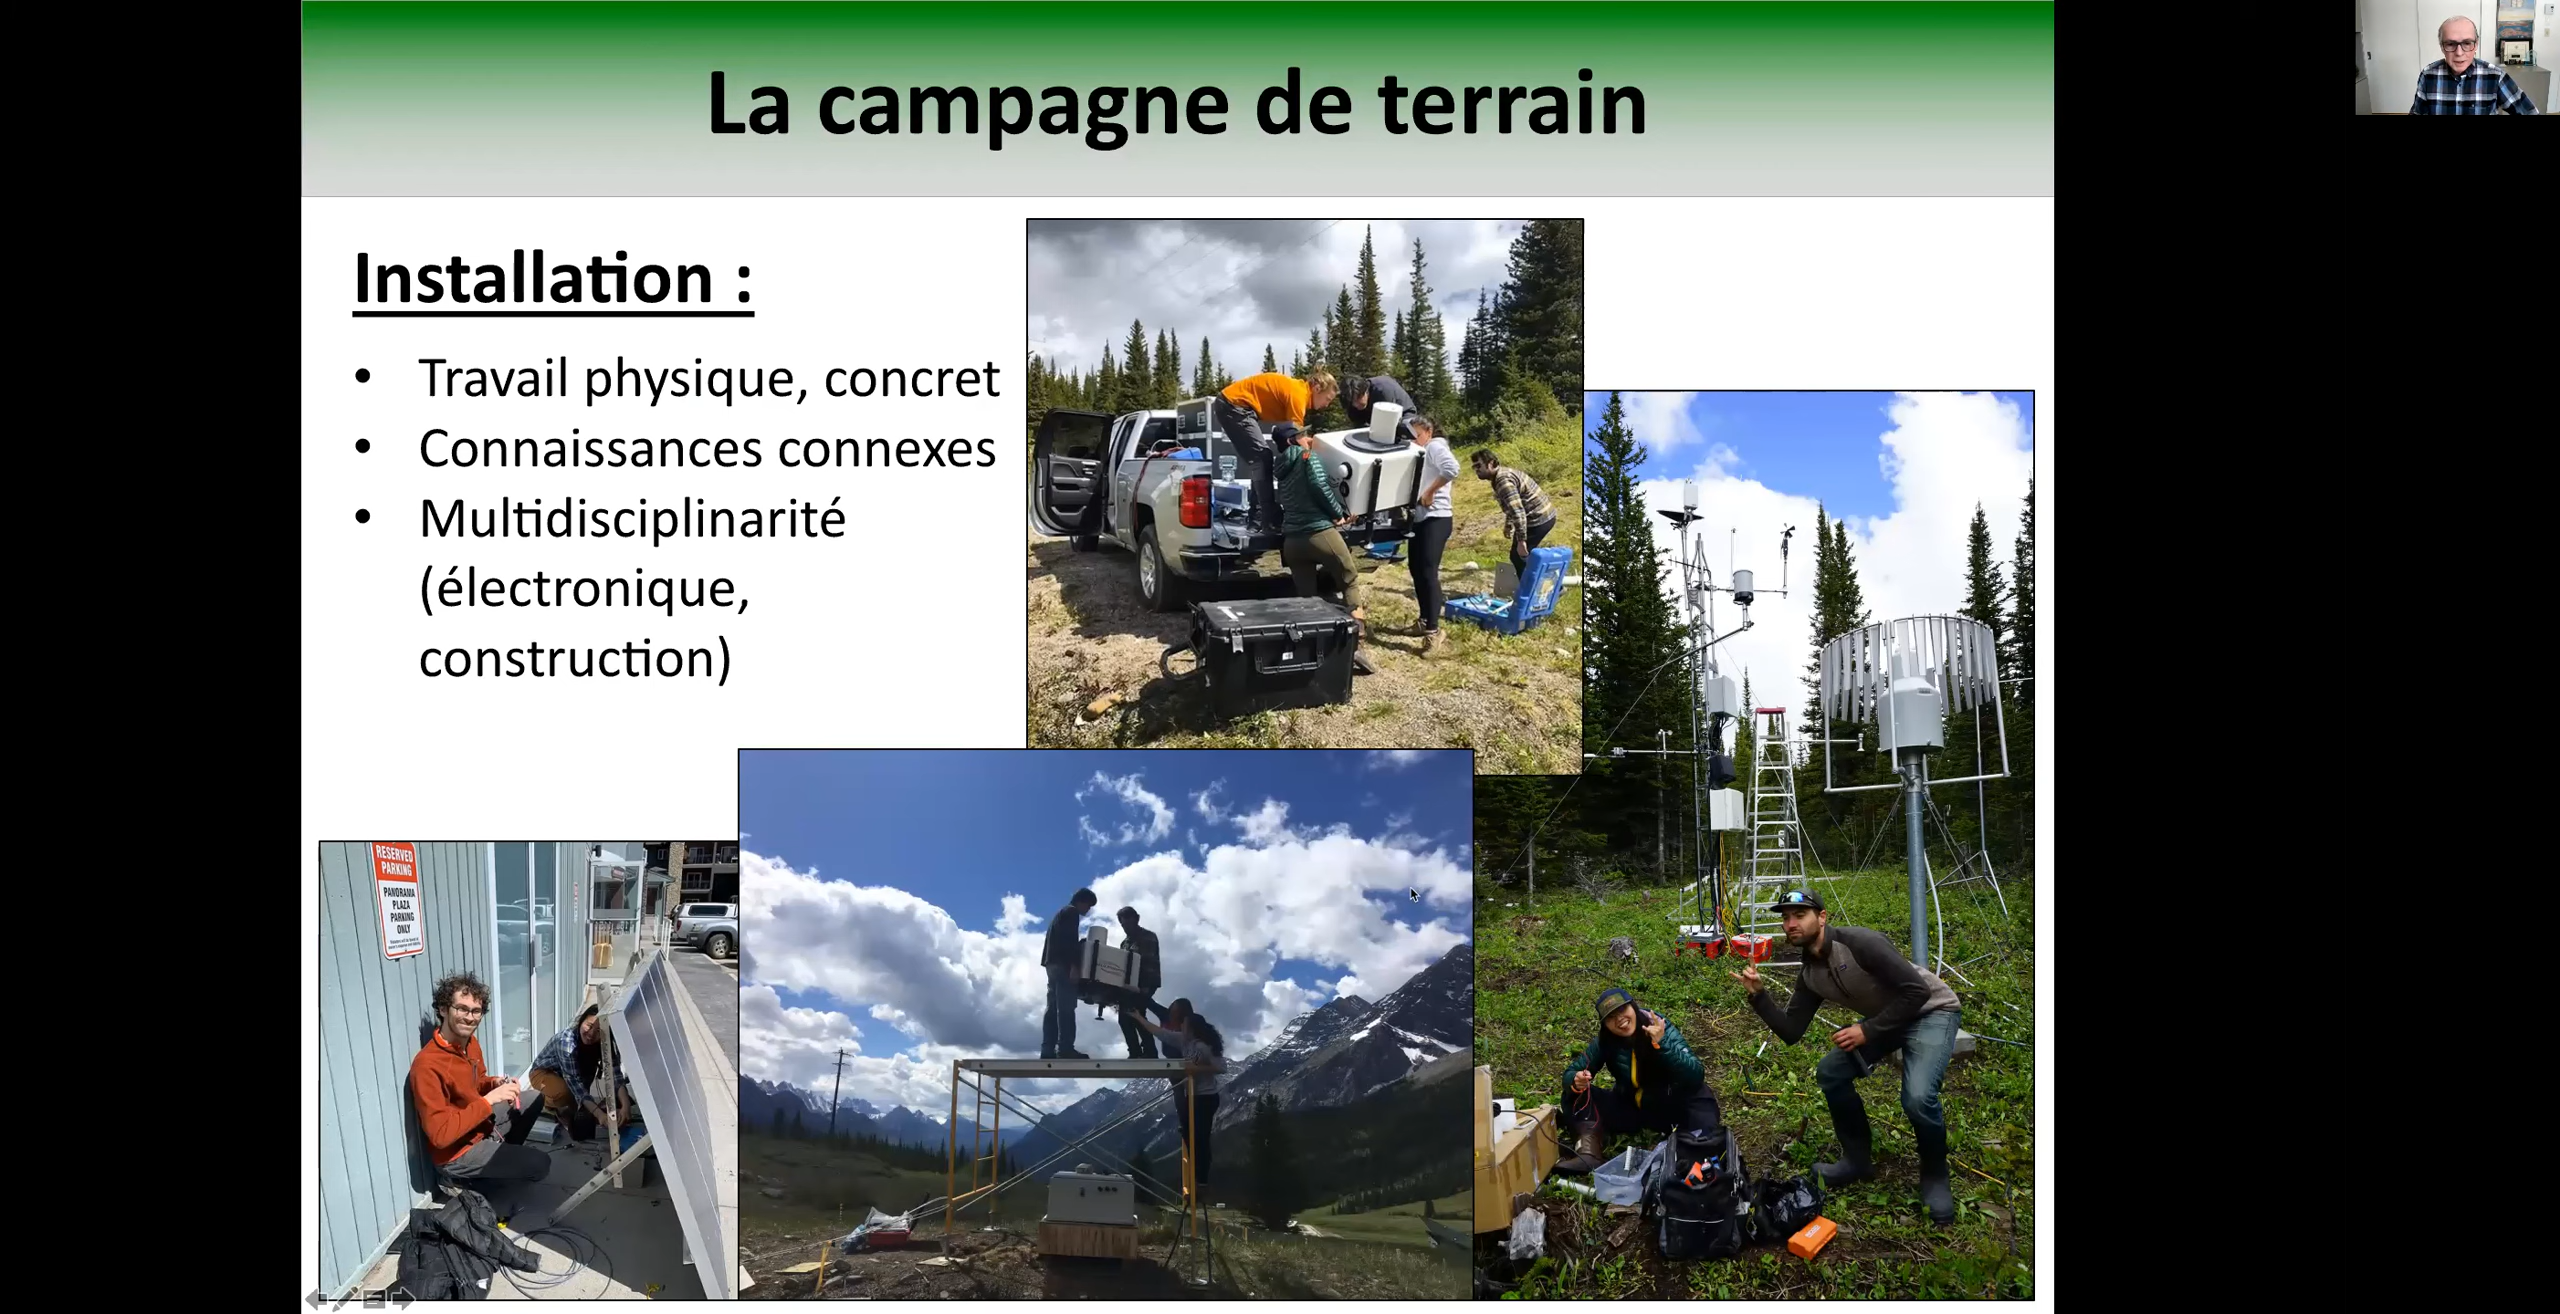 La campagne de terrain
Installation :
• Travail physique, concret
• Connaissances connexes
• Multidisciplinarité
(électronique,
construction)
RESERVED
PARKING
PANORAMA
PLAZA
PARKING
ONLY